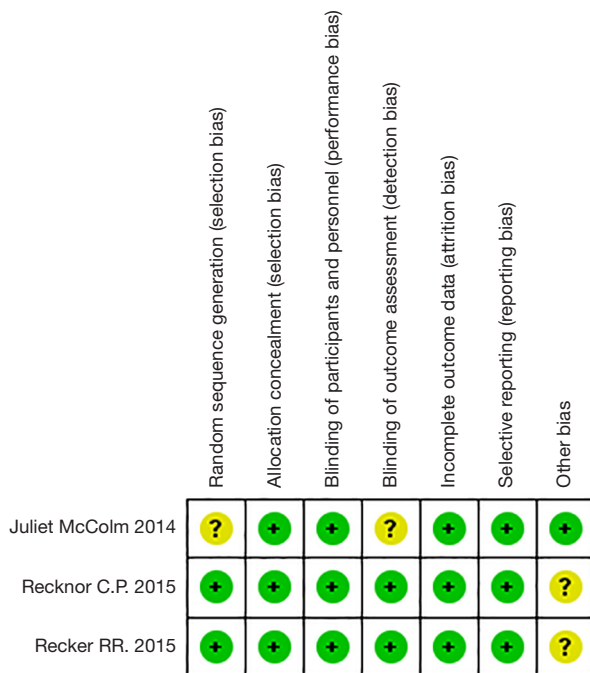 Random sequence generation (selection bias)
Allocation concealment (selection bias)
Blinding of participants and personnel (performance bias)
Blinding of outcome assessment (detection bias)
Incomplete outcome data (attrition bias)
Selective reporting (reporting bias)
Other bias
Juliet McColm 2014 ? + + ? + + +
Recknor C.P. 2015 + + + + + + ?
Recker RR. 2015 + + + + + + ?